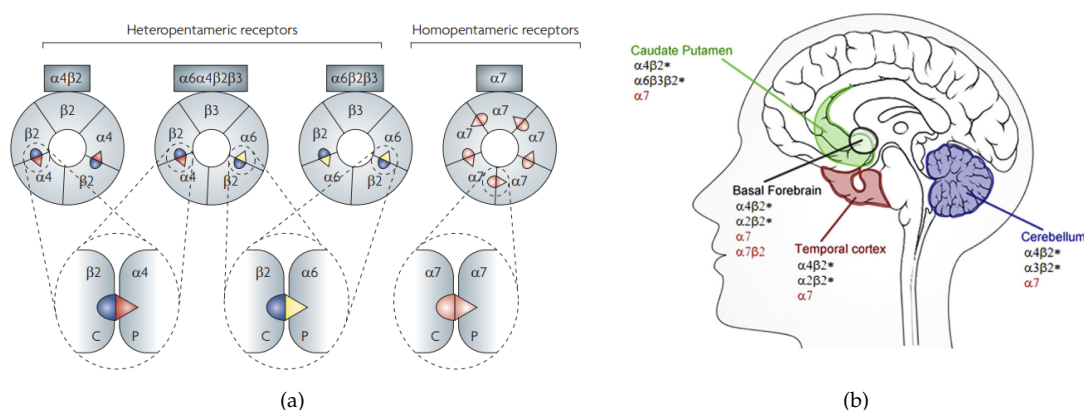 Heteropentameric receptors
Homopentameric receptors
α4β2
α6α4β2β3
α6β2β3
α7
β2
β2
α4
α4
β2
β3
β2
α6
α4
β2
β3
β2
α6
α6
β2
α7
α7
α7
α7
α7
β2
α4
C
P
β2
α6
C
P
α7
α7
C
P
(a)
Caudate Putamen
α4β2*
α6β3β2*
α7
Basal Forebrain
α4β2*
α2β2*
α7
α7β2
Temporal cortex
α4β2*
α2β2*
α7
Cerebellum
α4β2*
α3β2*
α7
(b)